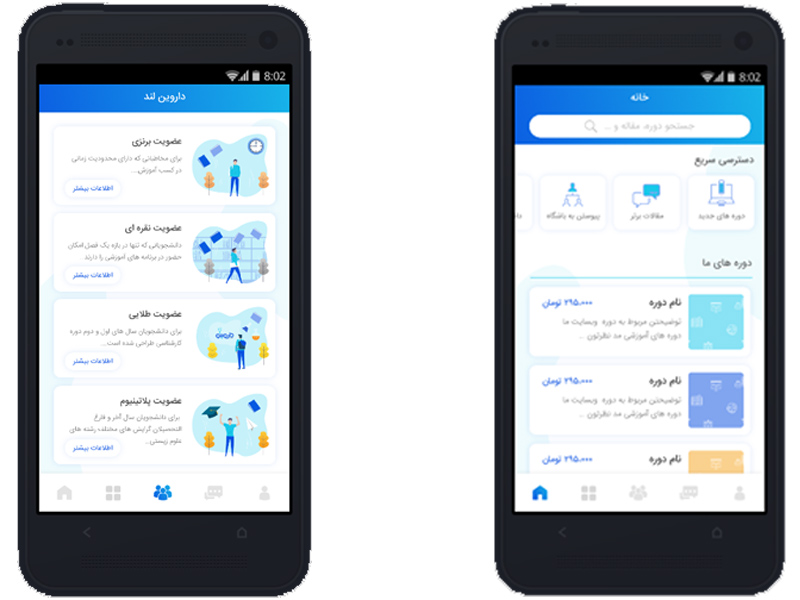 8:02
داروین لند
عضویت برنزی
برای مخاطبانی که دارای محدودیت زمانی
در کسب آموزش....
اطلاعات بیشتر
عضویت نقره ای
دانشجویانی که تنها در بازه یک فصل امکان
حضور در برنامه های آموزشی را دارند
اطلاعات بیشتر
عضویت طلایی
برای دانشجویان سال های اول و دوم دوره
کارشناسی طراحی شده است...
اطلاعات بیشتر
عضویت پلاتینیوم
برای دانشجویان سال آخر و فارغ
التحصیلان گرایش های مختلف رشته های
علوم زیستی...
اطلاعات بیشتر
8:02
خانه
جستجو دوره، مقاله و ...
دسترسی سریع
دوره های جدید
مقالات برتر
پیوستن به باشگاه
دوره های ما
نام دوره
۲۹۵.۰۰۰ تومان
توضیحتن مربوط به دوره وبسایت ما
دوره های آموزشی مد نظرتون ...
نام دوره
۲۹۵.۰۰۰ تومان
توضیحتن مربوط به دوره وبسایت ما
دوره های آموزشی مد نظرتون ...
نام دوره
۲۹۵.۰۰۰ تومان